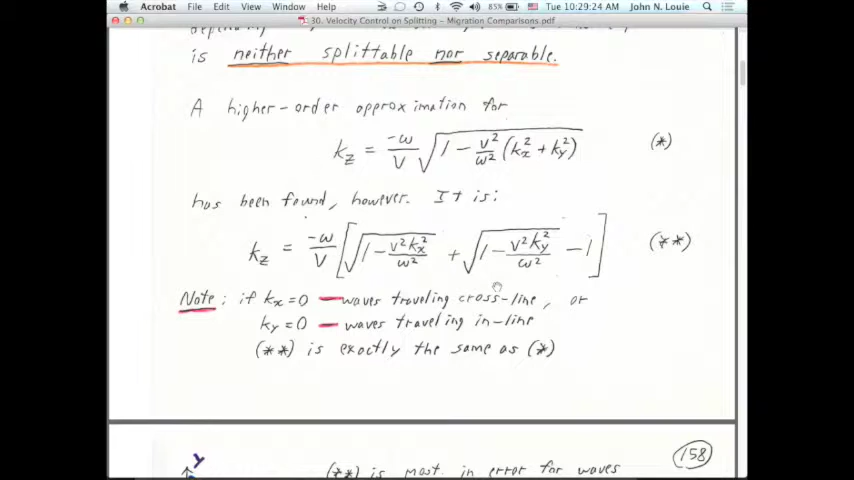 Acrobat File Edit View Window Help 85% Tue 10:29:24 AM John N. Louie
30. Velocity Control on Splitting – Migration Comparisons.pdf
is neither splittable nor separable.
A higher-order approximation for
k_z = -ω/V √(1 - v²/ω² (k_x² + k_y²)) (*)
has been found, however. It is:
k_z = -ω/V [√(1 - v²k_x²/ω²) + √(1 - v²k_y²/ω²) - 1] (**)
Note: if k_x = 0 — waves traveling cross-line, or
k_y = 0 — waves traveling in-line
(**) is exactly the same as (*)
158
y
(**) is most in error for waves